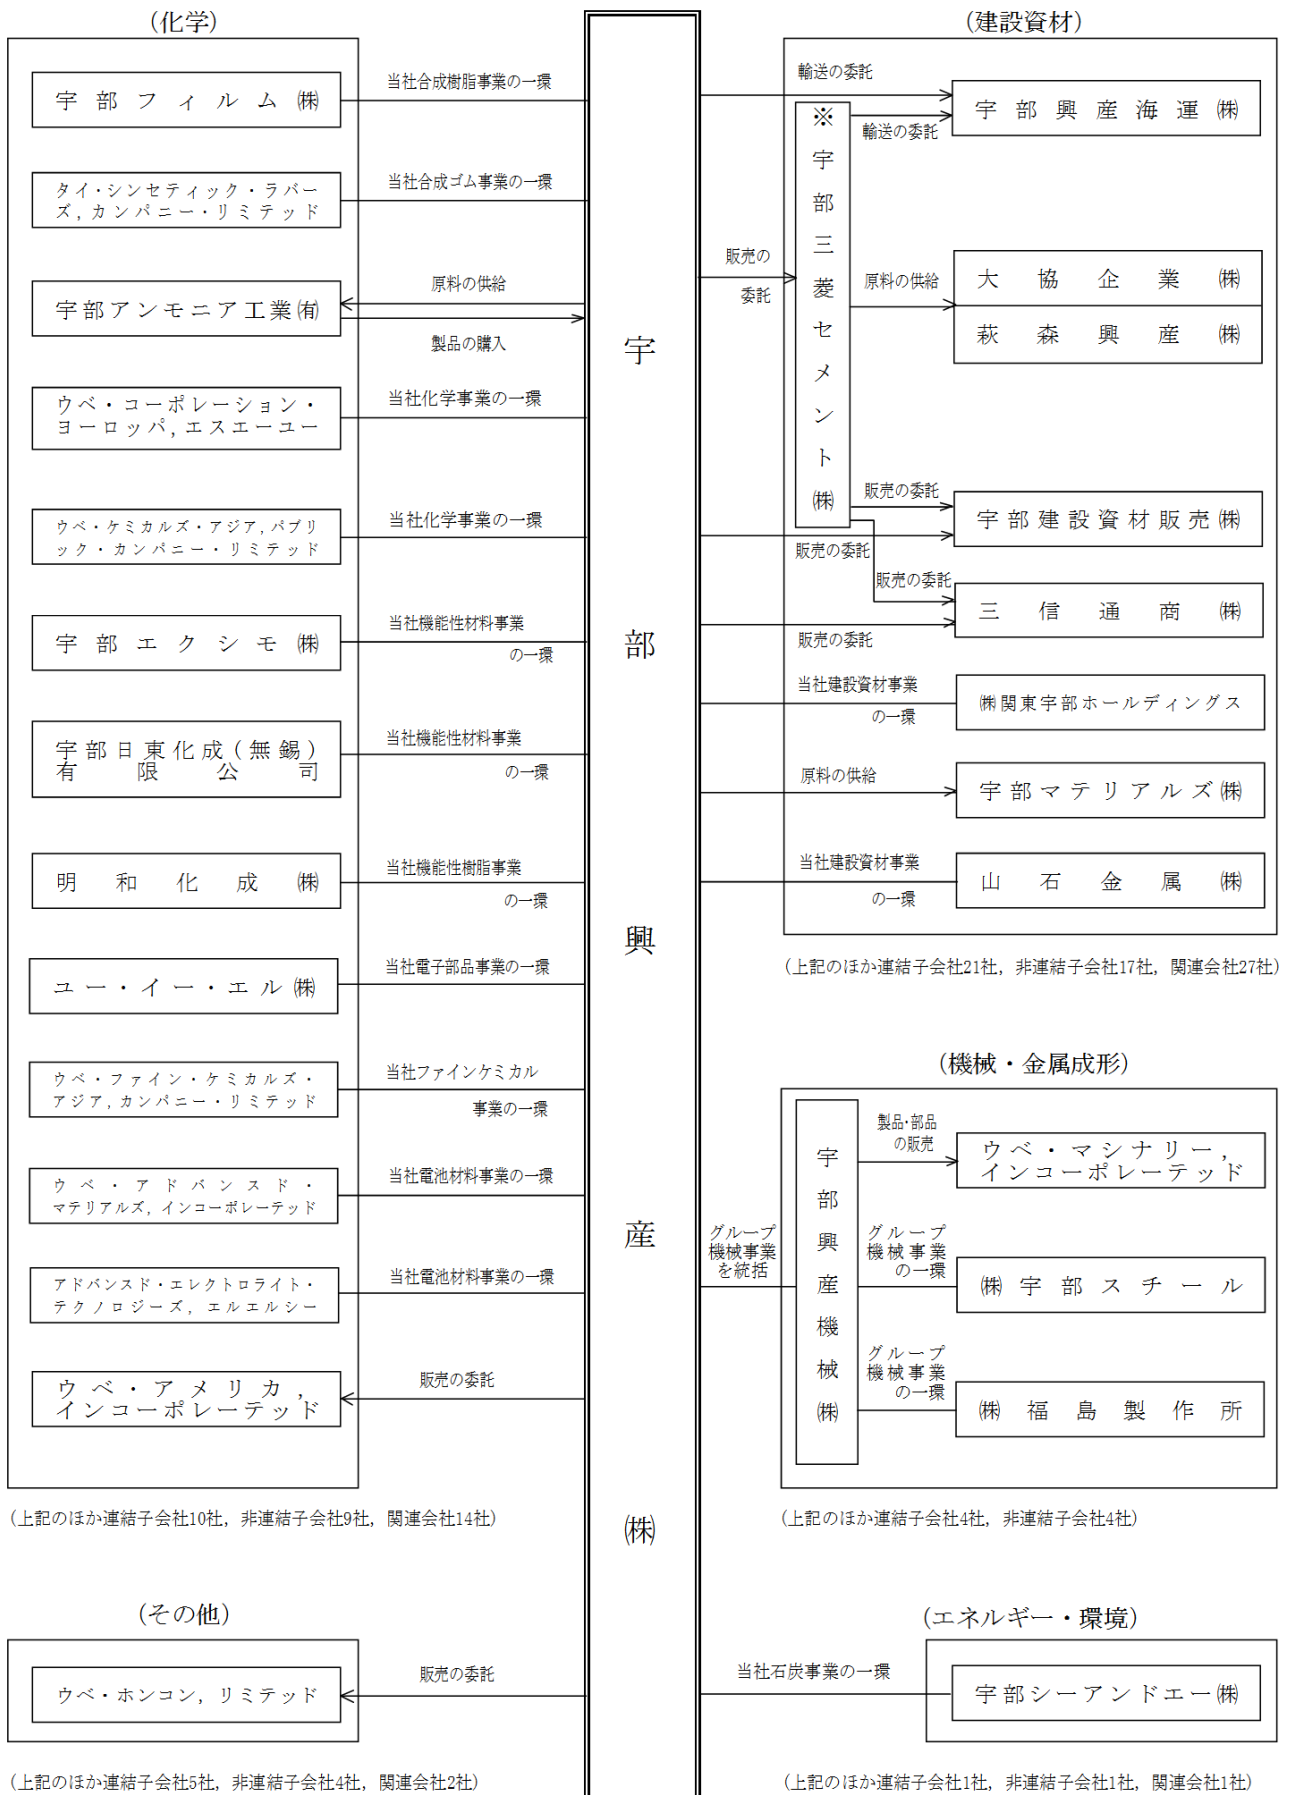 (化学)
宇部フィルム㈱
当社合成樹脂事業の一環
タイ・シンセティック・ラバー
ズ,カンパニー・リミテッド
当社合成ゴム事業の一環
宇部アンモニア工業㈲
原料の供給
製品の購入
ウベ・コーポレーション・
ヨーロッパ,エスエーユー
当社化学事業の一環
ウベ・ケミカルズ・アジア,パブリ
ック・カンパニー・リミテッド
当社化学事業の一環
宇部エクシモ㈱
当社機能性材料事業
の一環
宇部日東化成(無錫)
有限公司
当社機能性材料事業
の一環
明和化成㈱
当社機能性樹脂事業
の一環
ユー・イー・エル㈱
当社電子部品事業の一環
ウベ・ファイン・ケミカルズ・
アジア,カンパニー・リミテッド
当社ファインケミカル
事業の一環
ウベ・アドバンスド・
マテリアルズ,インコーポレーテッド
当社電池材料事業の一環
アドバンスド・エレクトロライト・
テクノロジーズ,エルエルシー
当社電池材料事業の一環
ウベ・アメリカ,
インコーポレーテッド
販売の委託
(上記のほか連結子会社10社,非連結子会社9社,関連会社14社)
(その他)
ウベ・ホンコン,リミテッド
販売の委託
(上記のほか連結子会社5社,非連結子会社4社,関連会社2社)
宇部興産㈱
(建設資材)
輸送の委託
宇部興産海運㈱
輸送の委託
※宇部三菱セメント㈱
販売の
委託
原料の供給
大協企業㈱
萩森興産㈱
販売の委託
宇部建設資材販売㈱
販売の委託
販売の委託
三信通商㈱
販売の委託
当社建設資材事業
の一環
㈱関東宇部ホールディングス
原料の供給
宇部マテリアルズ㈱
当社建設資材事業
の一環
山石金属㈱
(上記のほか連結子会社21社,非連結子会社17社,関連会社27社)
(機械・金属成形)
グループ
機械事業
を統括
宇部興産機械㈱
製品・部品
の販売
ウベ・マシナリー,
インコーポレーテッド
グループ
機械事業
の一環
㈱宇部スチール
グループ
機械事業
の一環
㈱福島製作所
(上記のほか連結子会社4社,非連結子会社4社)
(エネルギー・環境)
当社石炭事業の一環
宇部シーアンドエー㈱
(上記のほか連結子会社1社,非連結子会社1社,関連会社1社)